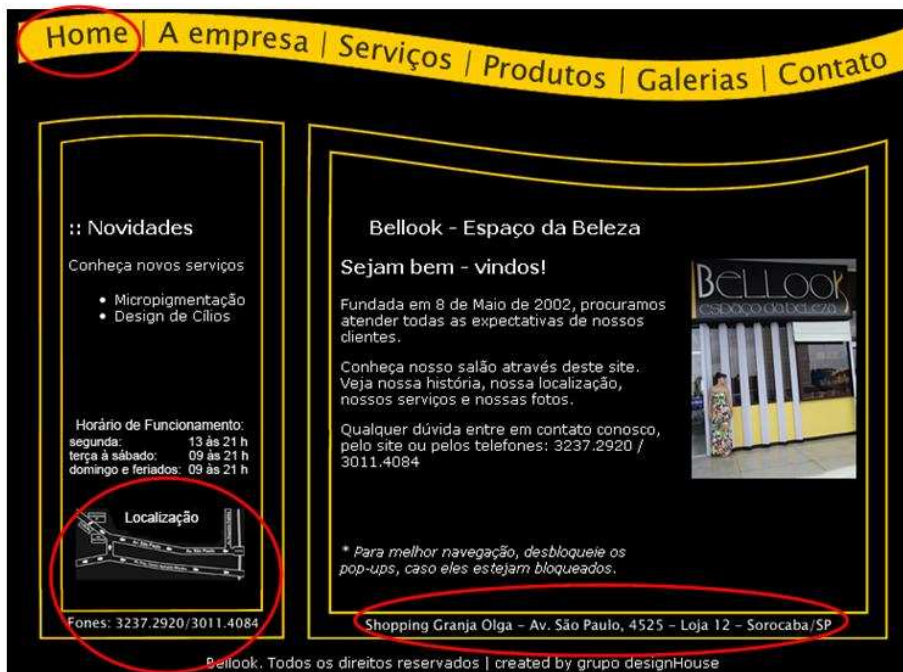 Home | A empresa | Serviços | Produtos | Galerias | Contato
:: Novidades
Conheça novos serviços
• Micropigmentação
• Design de Cílios
Horário de Funcionamento:
segunda: 13 às 21 h
terça à sábado: 09 às 21 h
domingo e feriados: 09 às 21 h
Localização
Av. São Paulo
Av. São Paulo
Fones: 3237.2920/3011.4084
Bellook - Espaço da Beleza
Sejam bem - vindos!
Fundada em 8 de Maio de 2002, procuramos
atender todas as expectativas de nossos
clientes.
Conheça nosso salão através deste site.
Veja nossa história, nossa localização,
nossos serviços e nossas fotos.
Qualquer dúvida entre em contato conosco,
pelo site ou pelos telefones: 3237.2920 /
3011.4084
BELLOOK
espaço da beleza
* Para melhor navegação, desbloqueie os
pop-ups, caso eles estejam bloqueados.
Shopping Granja Olga - Av. São Paulo, 4525 - Loja 12 - Sorocaba/SP
Bellook. Todos os direitos reservados | created by grupo designHouse